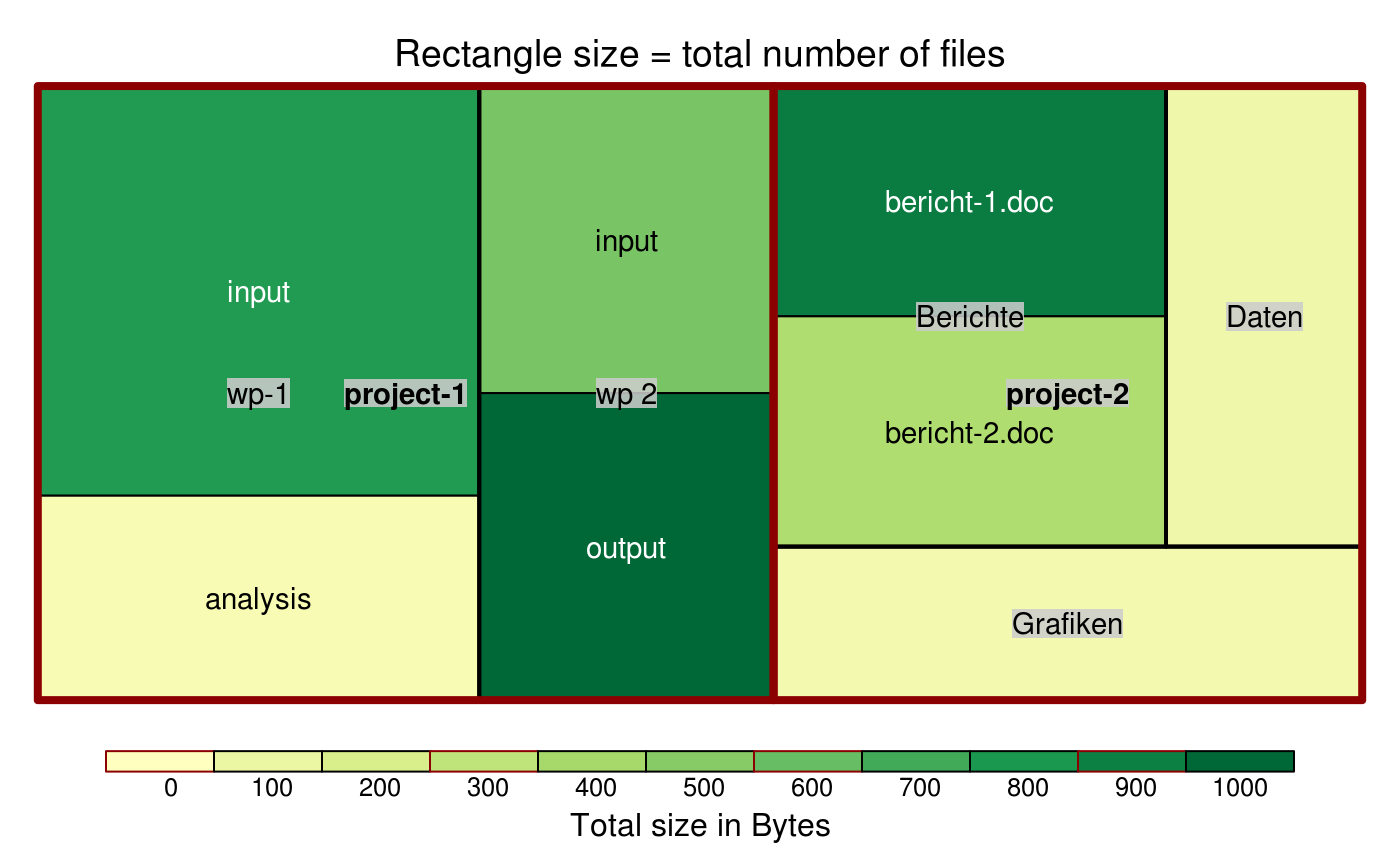 Rectangle size = total number of files
input
wp-1
project-1
analysis
input
wp 2
output
bericht-1.doc
Berichte
project-2
bericht-2.doc
Daten
Grafiken
0 100 200 300 400 500 600 700 800 900 1000
Total size in Bytes